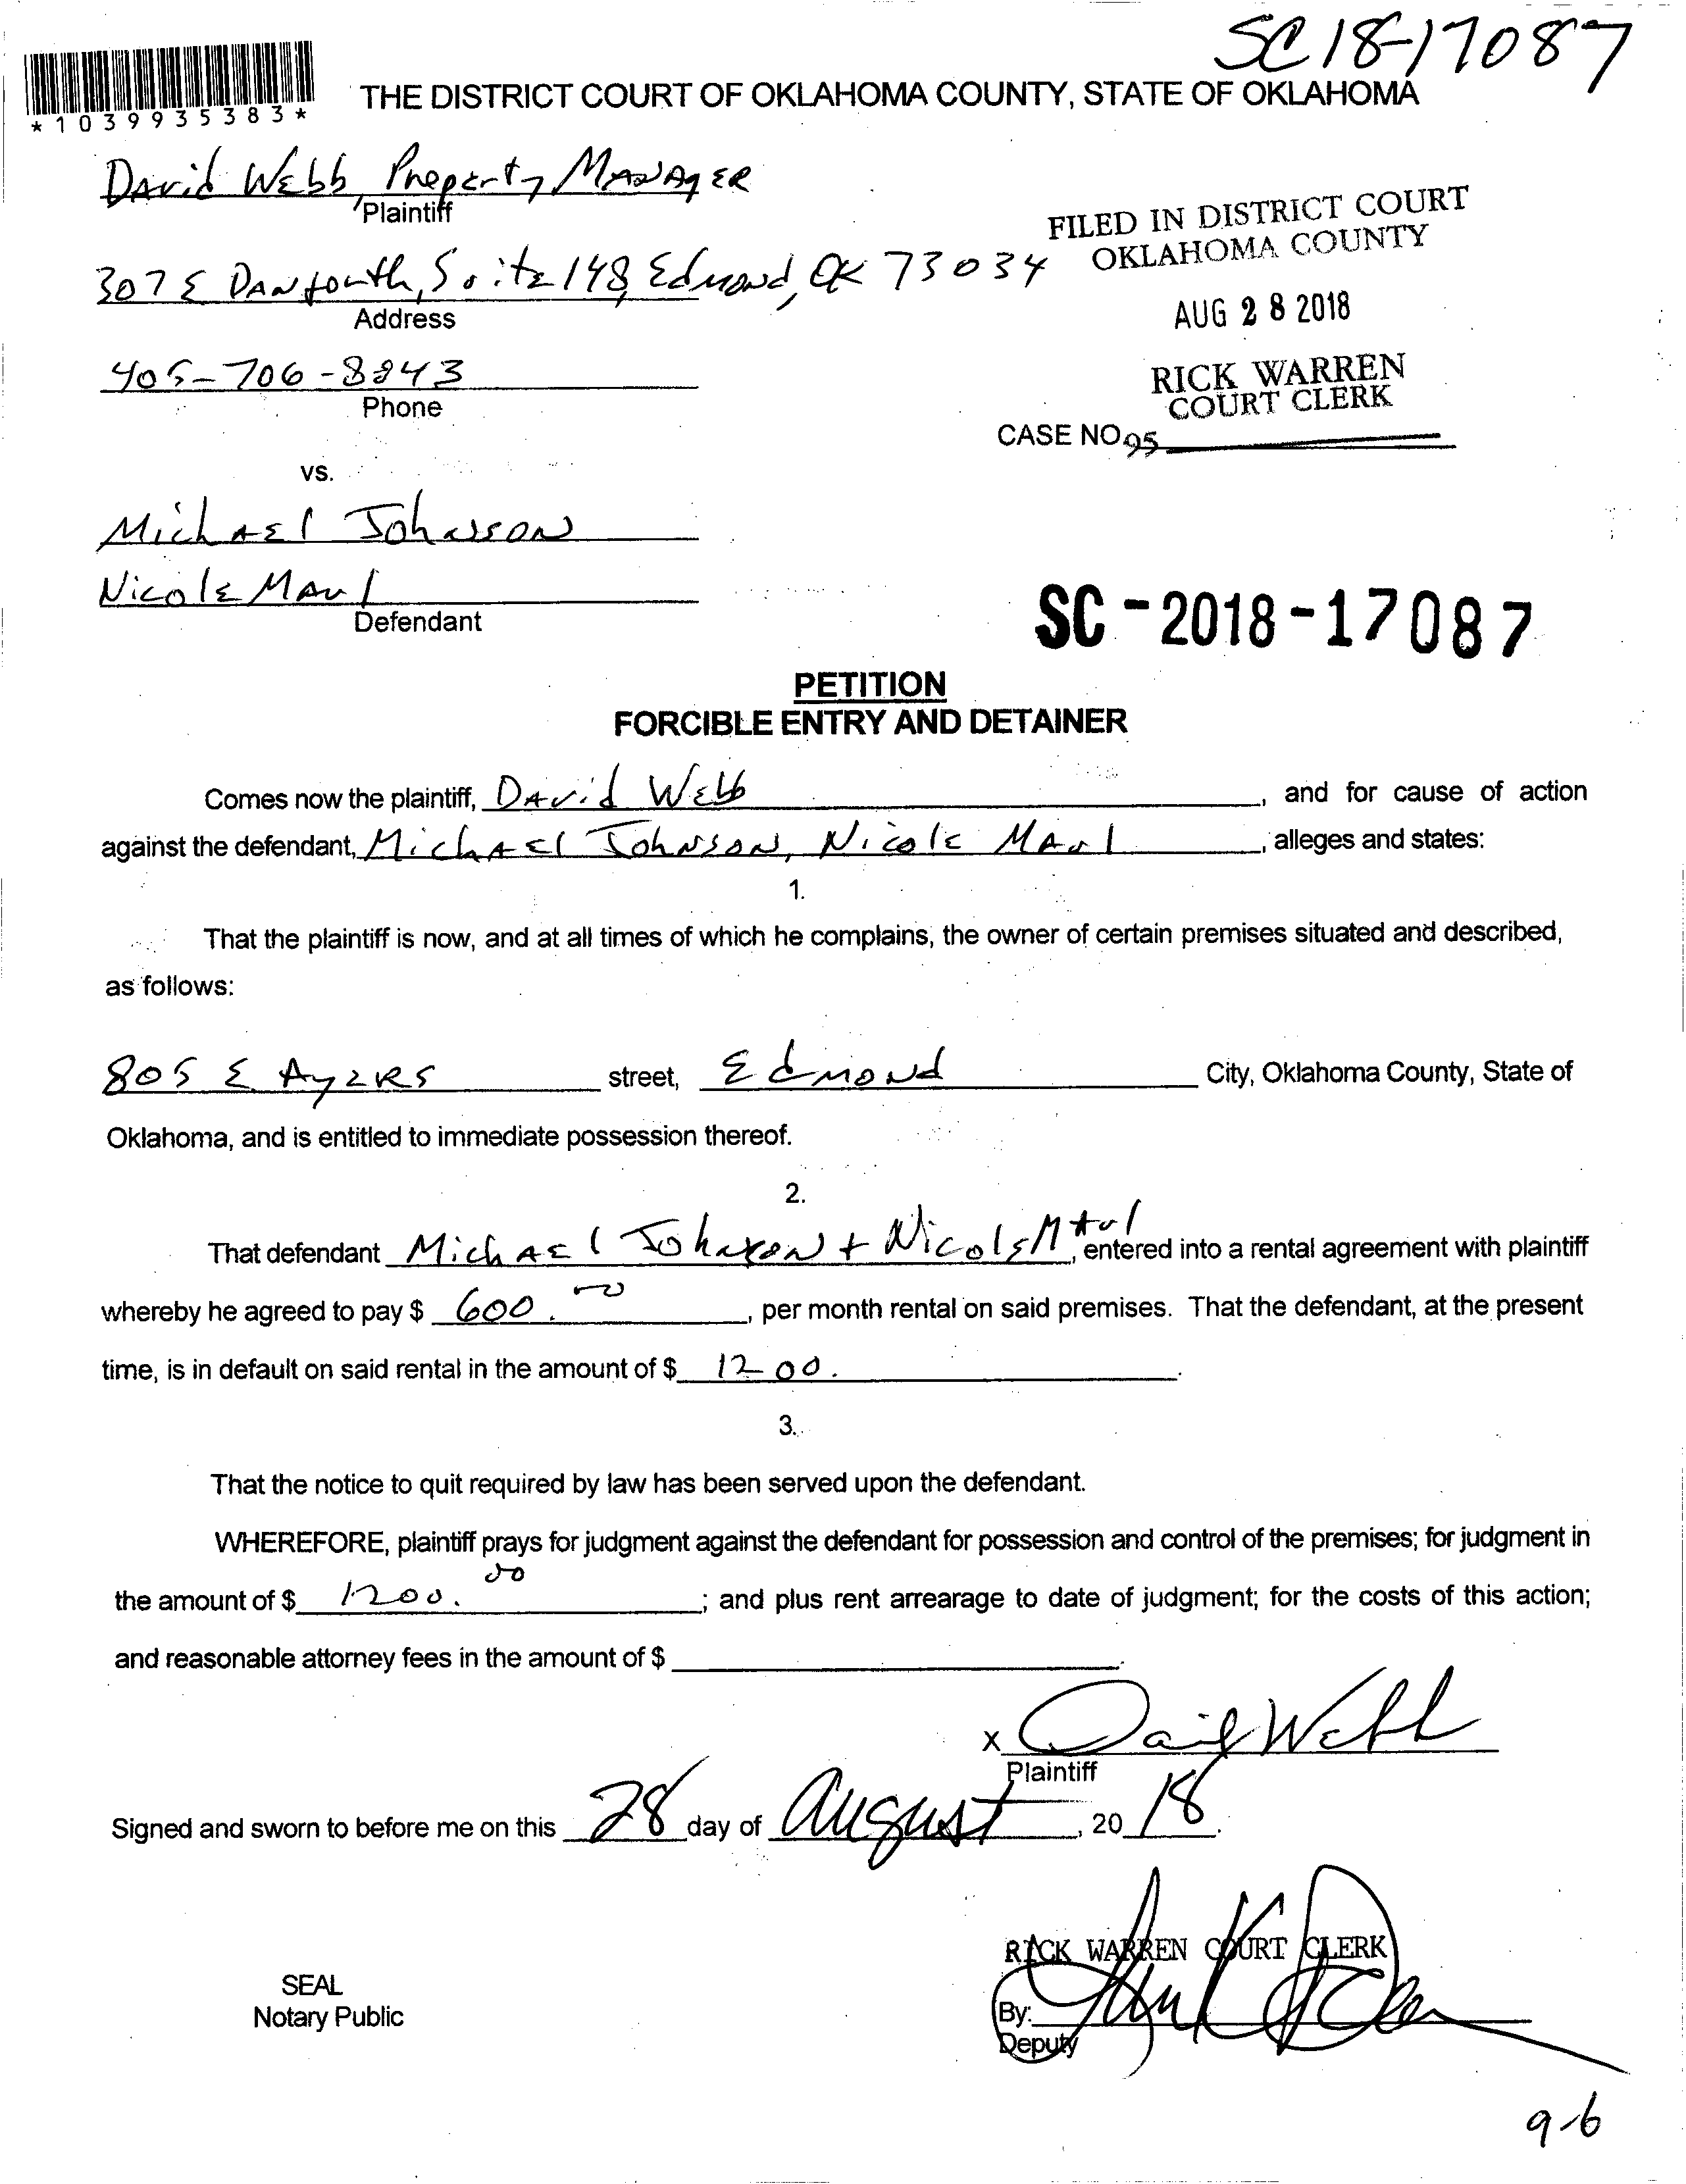 SC 18-17087
*1039935383*
THE DISTRICT COURT OF OKLAHOMA COUNTY, STATE OF OKLAHOMA
David Webb, Property Manager
Plaintiff
FILED IN DISTRICT COURT
OKLAHOMA COUNTY
307 E Danforth, Suite 148, Edmond, OK 73034
Address
AUG 28 2018
405-706-8243
Phone
RICK WARREN
COURT CLERK
CASE NO 95
vs.
Michael Johnson
Nicole Maul
Defendant
SC-2018-17087
PETITION
FORCIBLE ENTRY AND DETAINER
Comes now the plaintiff, David Webb, and for cause of action
against the defendant, Michael Johnson, Nicole Maul, alleges and states:
1.
That the plaintiff is now, and at all times of which he complains, the owner of certain premises situated and described,
as follows:
805 E Ayers street, Edmond City, Oklahoma County, State of
Oklahoma, and is entitled to immediate possession thereof.
2.
That defendant Michael Johnson + Nicole Maul, entered into a rental agreement with plaintiff
whereby he agreed to pay $ 600.00, per month rental on said premises. That the defendant, at the present
time, is in default on said rental in the amount of $ 1200.
3.
That the notice to quit required by law has been served upon the defendant.
WHEREFORE, plaintiff prays for judgment against the defendant for possession and control of the premises; for judgment in
the amount of $ 1200.00; and plus rent arrearage to date of judgment; for the costs of this action;
and reasonable attorney fees in the amount of $
x David Webb
Plaintiff
Signed and sworn to before me on this 28 day of August, 20 18.
RICK WARREN COURT CLERK
SEAL
Notary Public
By:
Deputy
9-6